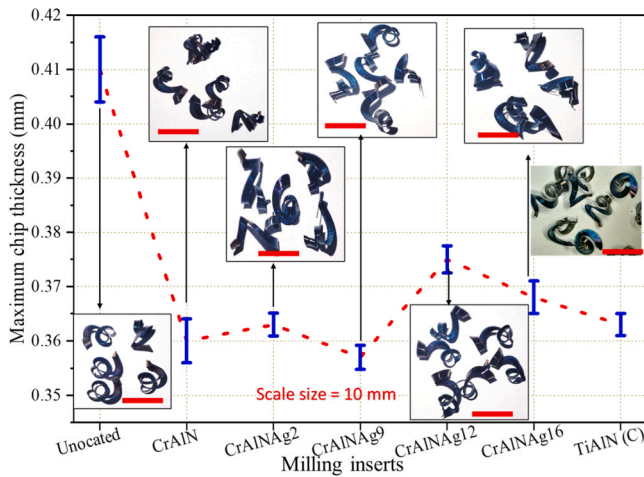 Maximum chip thickness (mm)
0.42
0.41
0.40
0.39
0.38
0.37
0.36
0.35
Scale size = 10 mm
Unocated
CrAlN
CrAlNAg2
CrAlNAg9
CrAlNAg12
CrAlNAg16
TiAlN (C)
Milling inserts